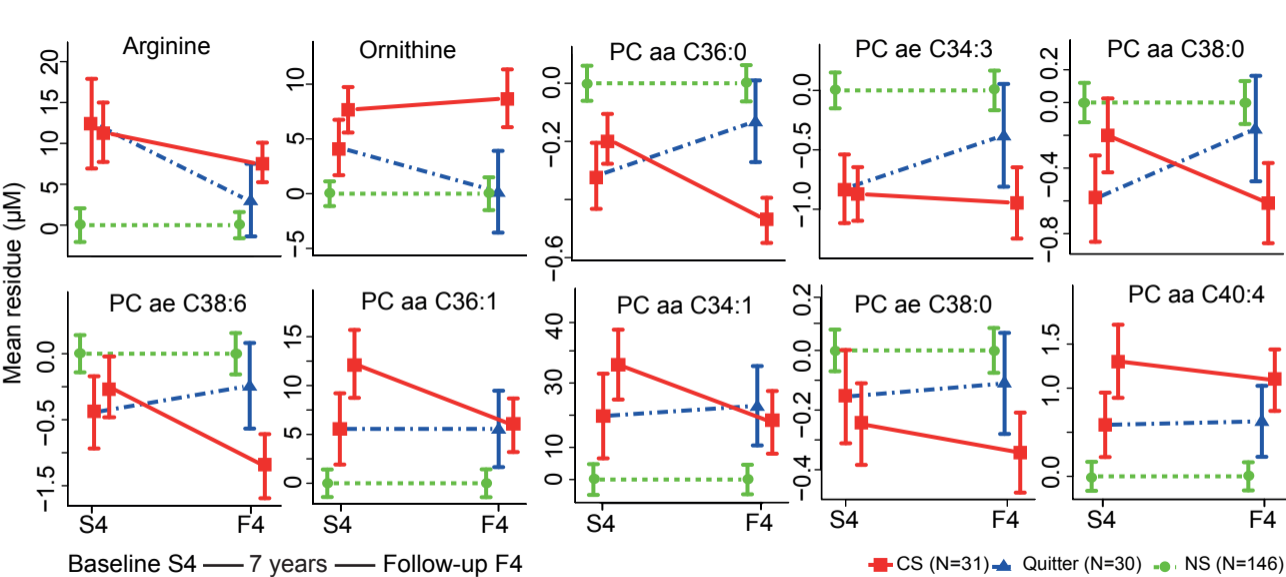 Arginine
Ornithine
PC aa C36:0
PC ae C34:3
PC aa C38:0
20
15
10
5
0
10
5
0
−5
0.0
−0.2
−0.6
0.0
−0.5
−1.0
0.2
0.0
−0.4
−0.8
Mean residue (µM)
PC ae C38:6
PC aa C36:1
PC aa C34:1
PC ae C38:0
PC aa C40:4
0.0
−0.5
−1.5
15
10
5
0
40
30
10
0
0.2
0.0
−0.2
−0.4
1.5
1.0
0.0
S4 F4
S4 F4
S4 F4
S4 F4
S4 F4
Baseline S4 — 7 years — Follow-up F4
CS (N=31) Quitter (N=30) NS (N=146)